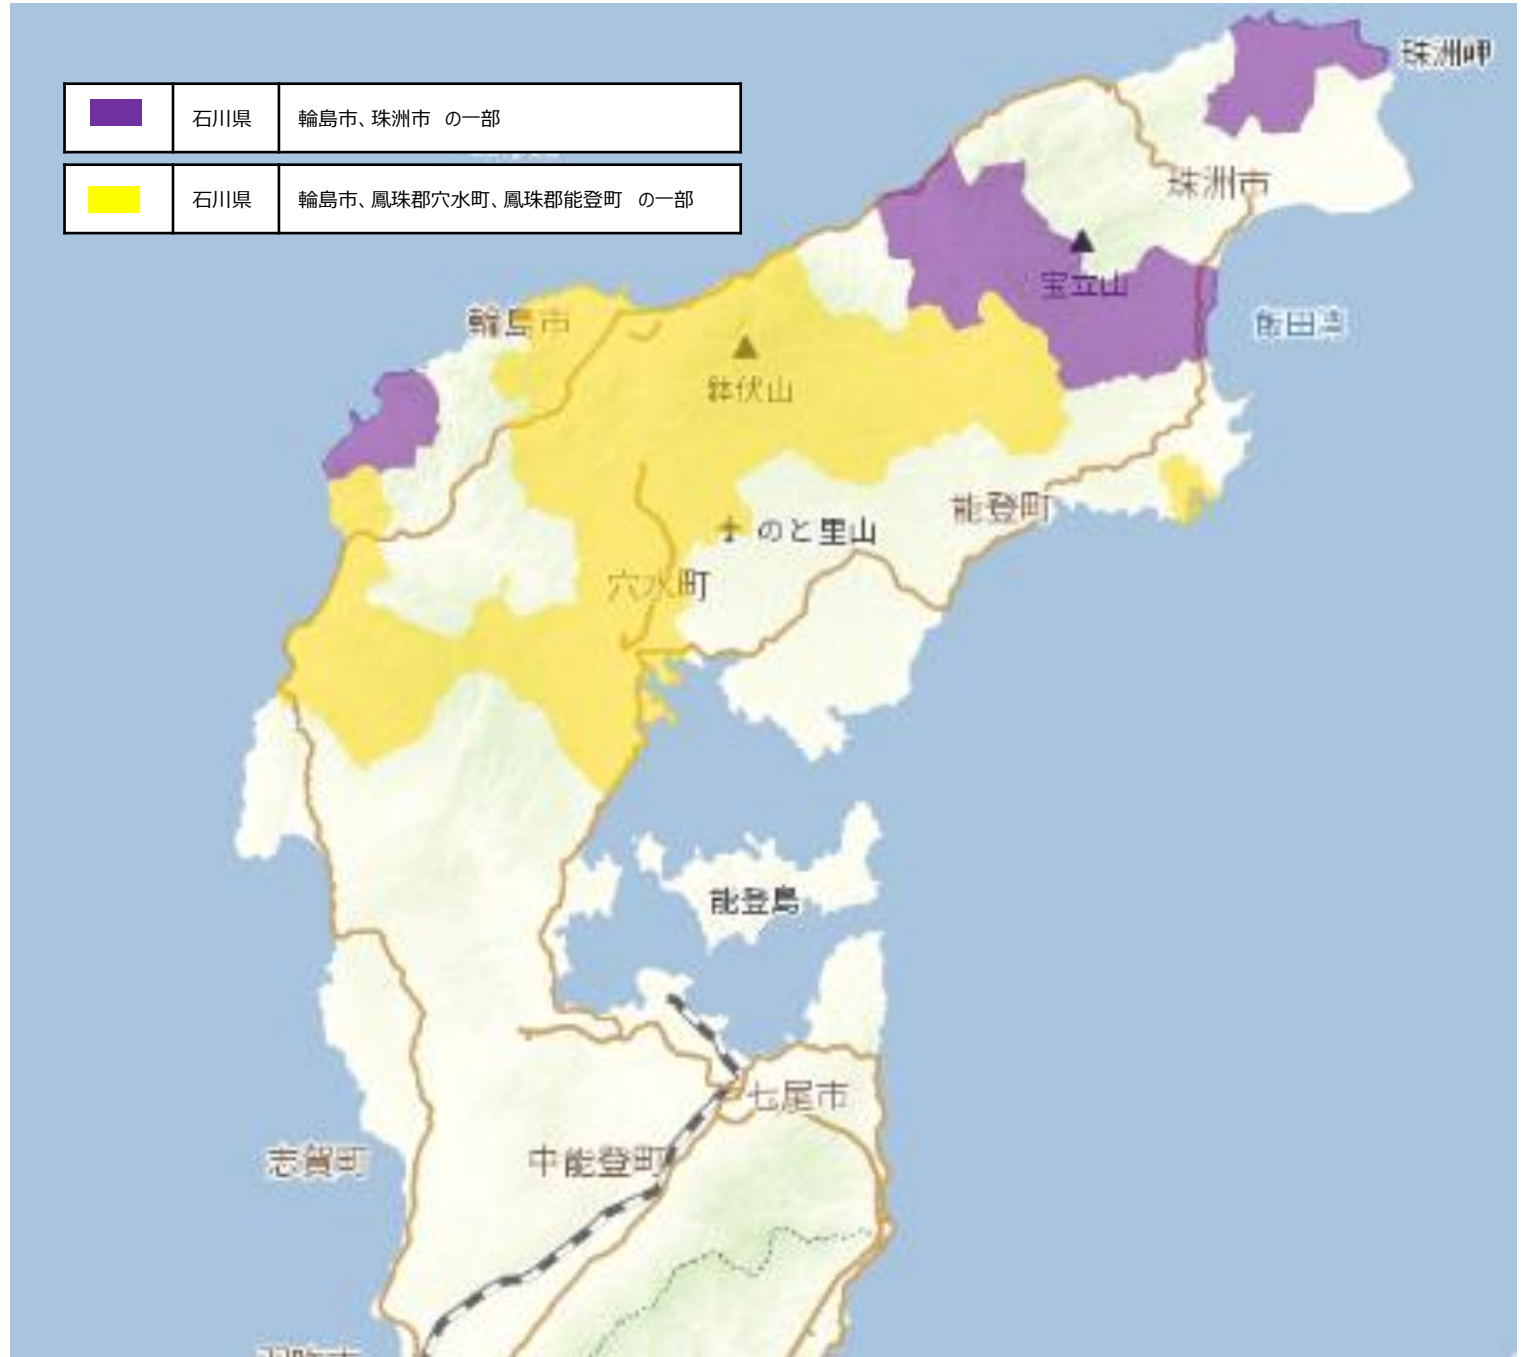 珠洲岬
石川県 輪島市、珠洲市 の一部
石川県 輪島市、鳳珠郡穴水町、鳳珠郡能登町 の一部
珠洲市
宝立山
輪島市
鉢伏山
能登町
のと里山
穴水町
能登島
七尾市
志賀町
中能登町